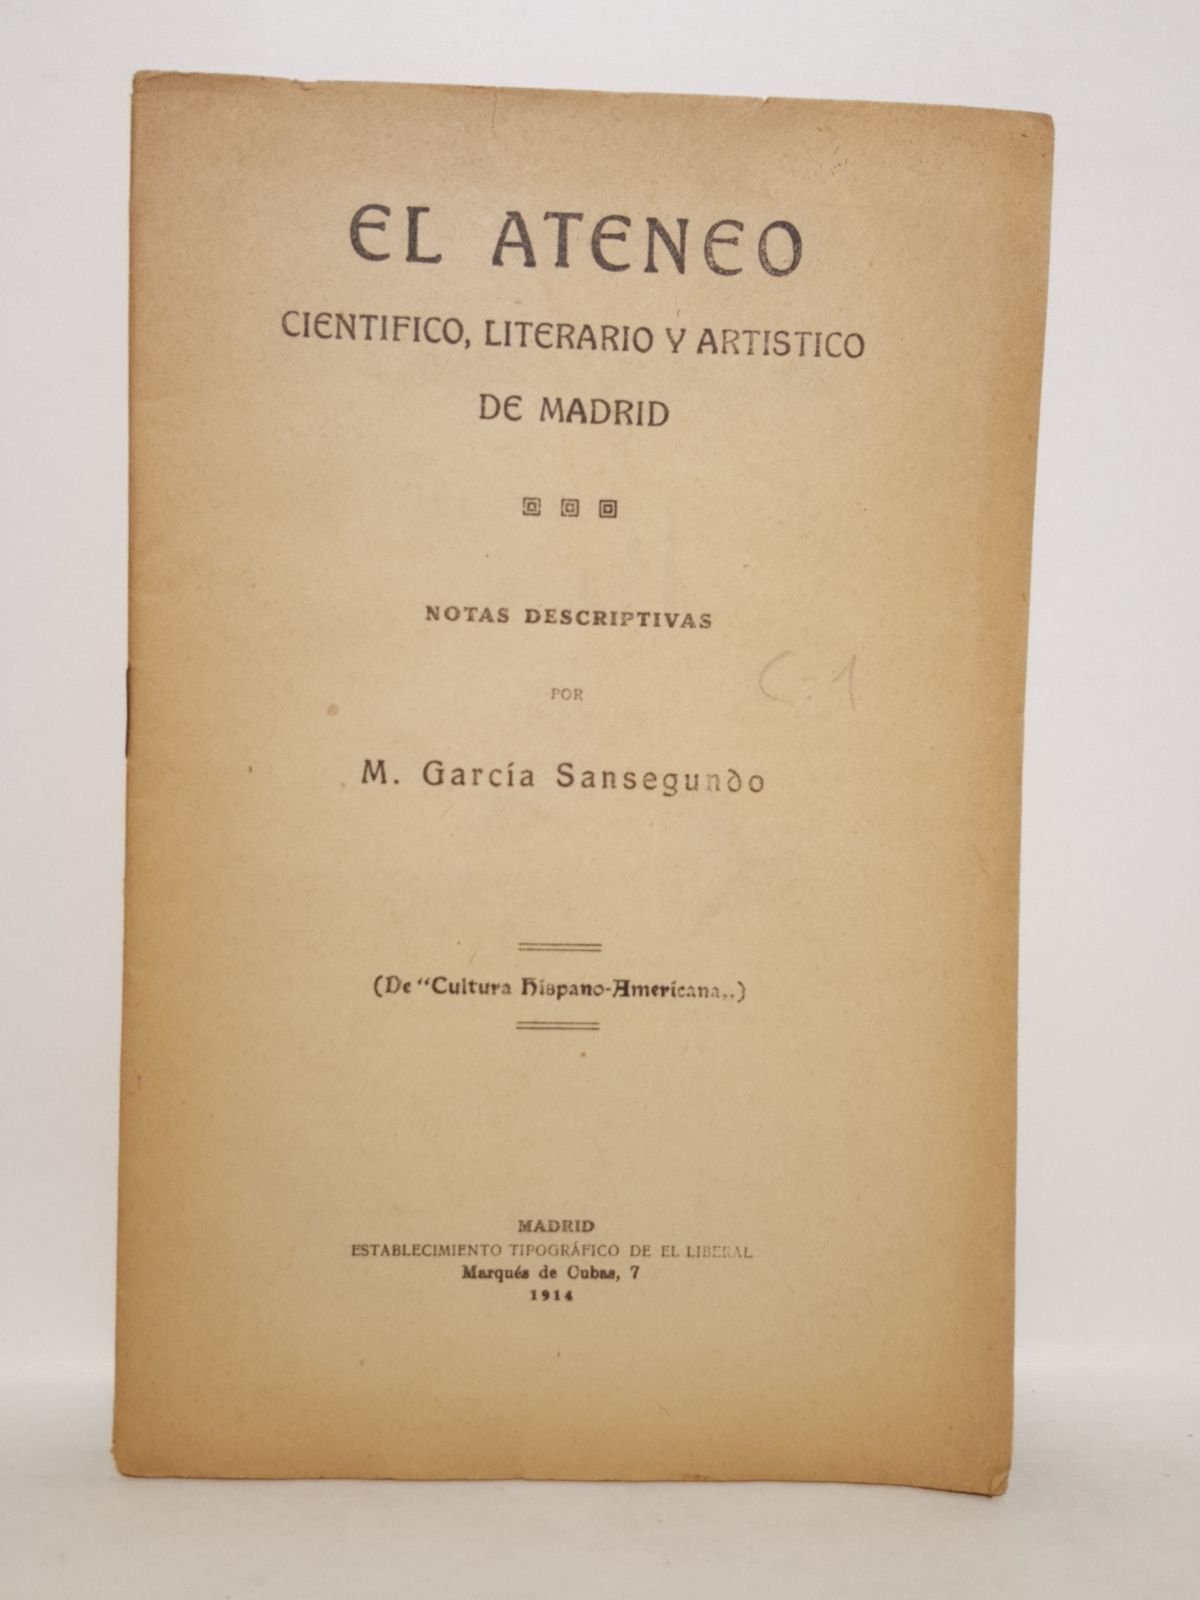 EL ATENEO
CIENTIFICO, LITERARIO Y ARTISTICO
DE MADRID
NOTAS DESCRIPTIVAS
POR
C-1
M. García Sansegundo
(De “Cultura Hispano-Americana„)
MADRID
ESTABLECIMIENTO TIPOGRÁFICO DE EL LIBERAL
Marqués de Cubas, 7
1914